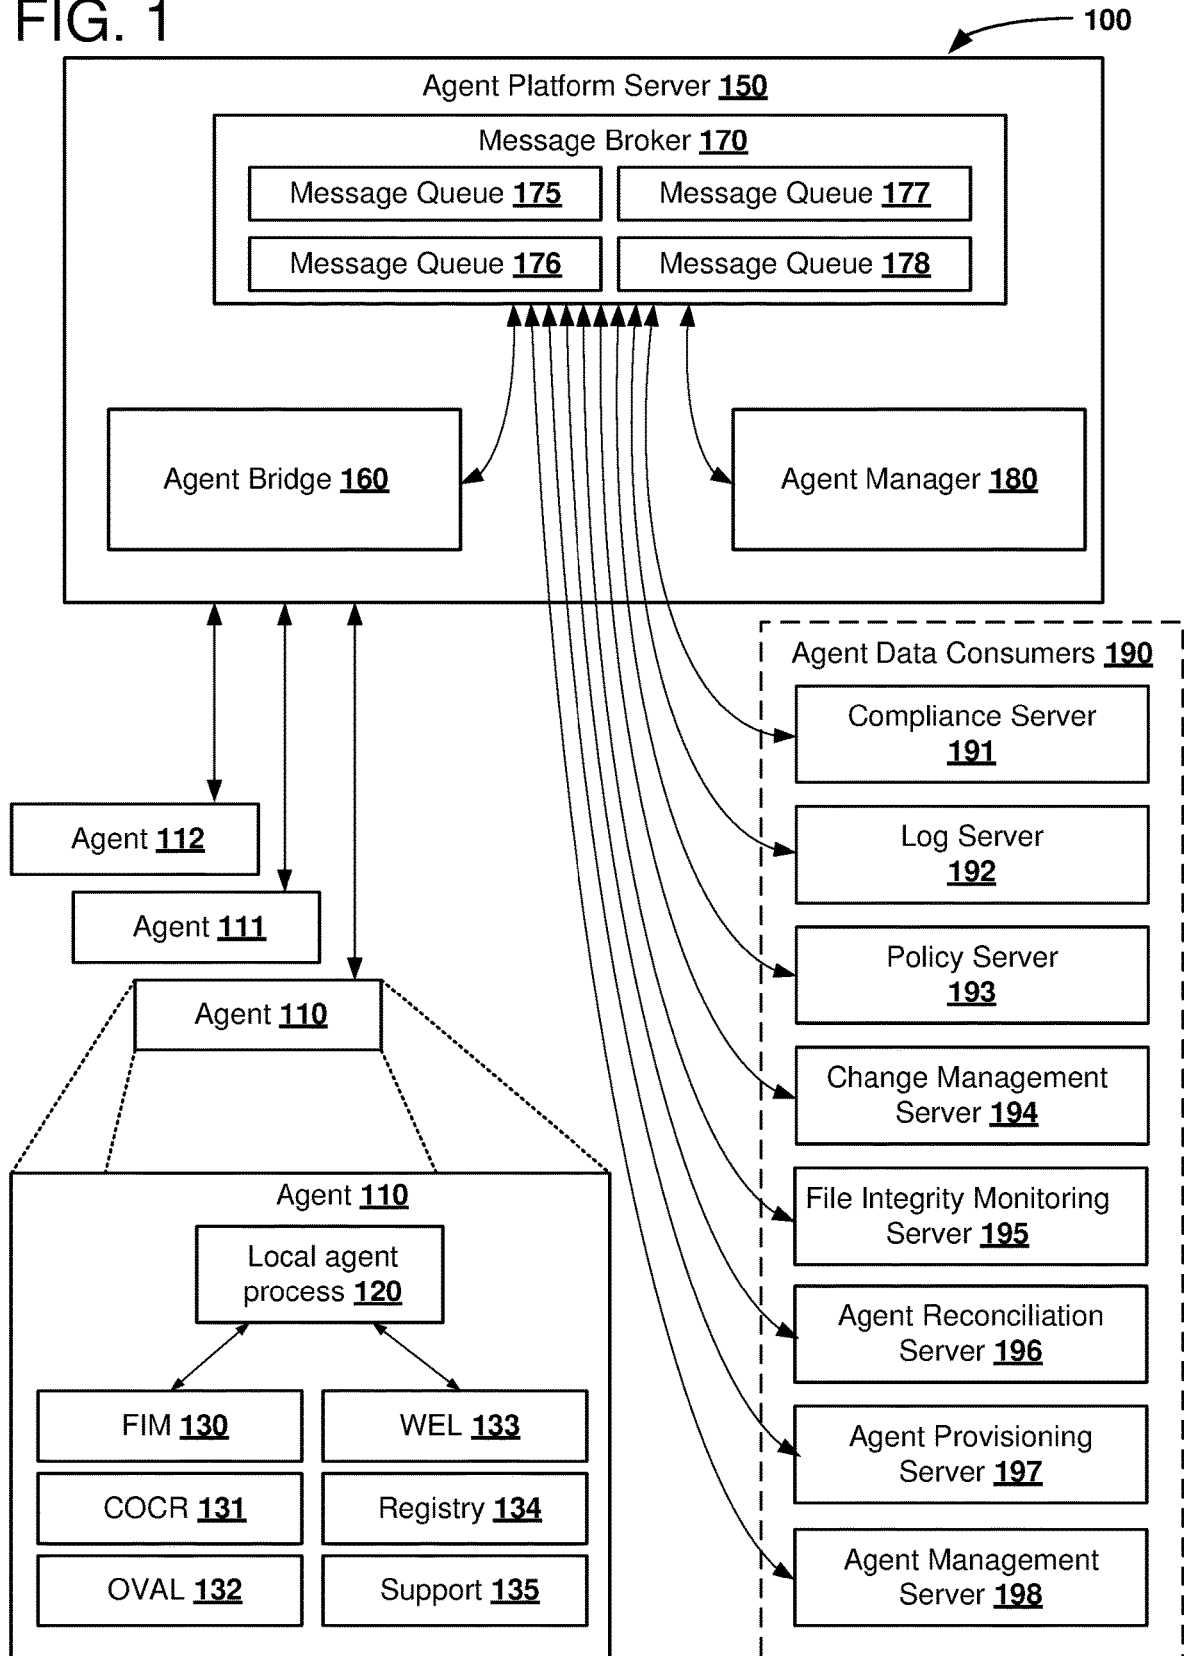 FIG. 1
100
Agent Platform Server 150
Message Broker 170
Message Queue 175
Message Queue 177
Message Queue 176
Message Queue 178
Agent Bridge 160
Agent Manager 180
Agent Data Consumers 190
Compliance Server
191
Log Server
192
Policy Server
193
Change Management
Server 194
File Integrity Monitoring
Server 195
Agent Reconciliation
Server 196
Agent Provisioning
Server 197
Agent Management
Server 198
Agent 112
Agent 111
Agent 110
Agent 110
Local agent
process 120
FIM 130
WEL 133
COCR 131
Registry 134
OVAL 132
Support 135